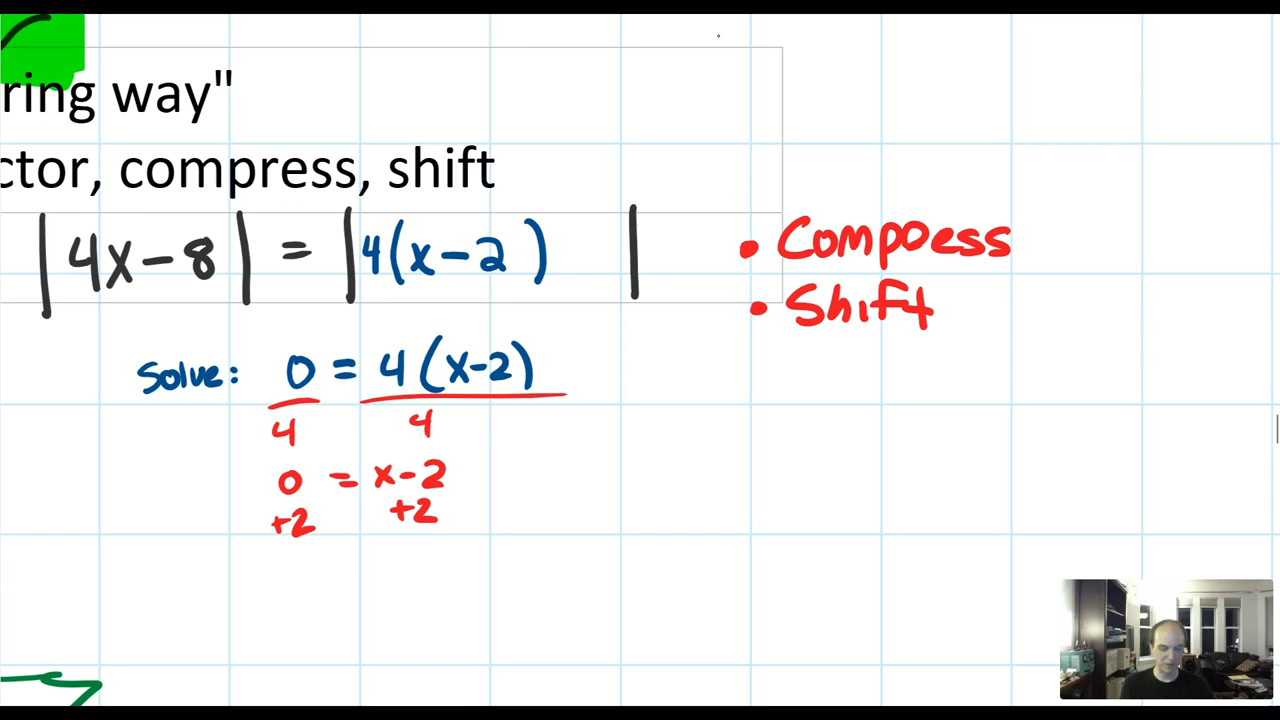 ring way"
ctor, compress, shift
|4x-8| = |4(x-2) |
• Compoess
• Shift
Solve: 0 = 4(x-2)
4 4
0 = x-2
+2 +2